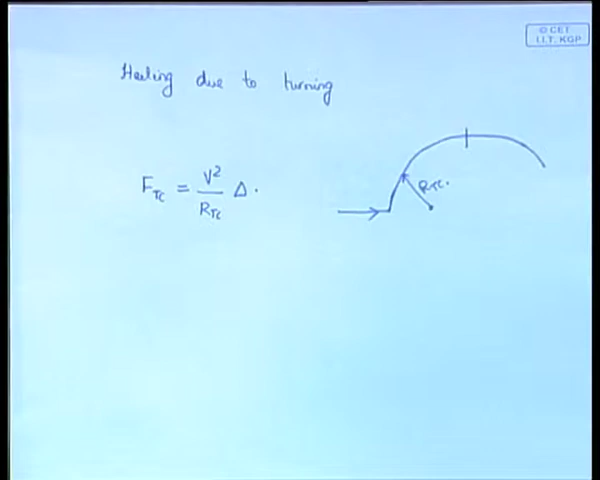 © CET
I.I.T. KGP
Heeling due to turning
F_TC = V²/R_TC Δ.
R_TC.